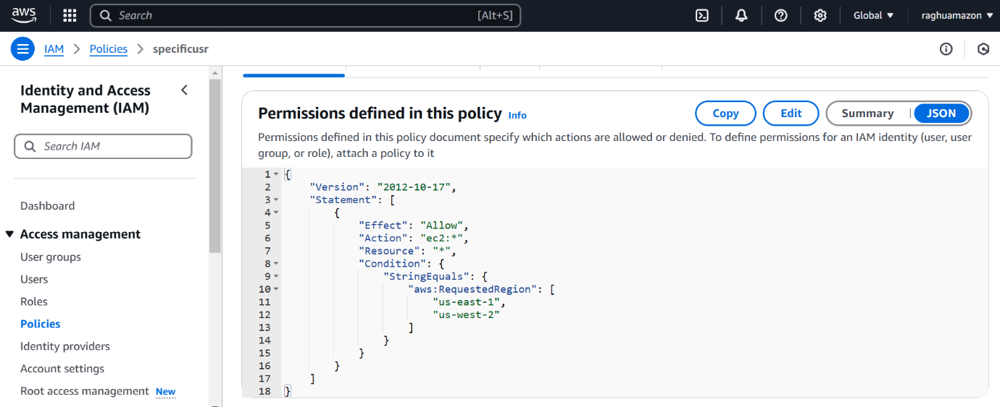 aws
Search [Alt+S]
Global ▼ raghuamazon ▼
IAM > Policies > specificusr
Identity and Access
Management (IAM)
Search IAM
Dashboard
Access management
User groups
Users
Roles
Policies
Identity providers
Account settings
Root access management New
Permissions defined in this policy Info
Copy Edit Summary | JSON
Permissions defined in this policy document specify which actions are allowed or denied. To define permissions for an IAM identity (user, user
group, or role), attach a policy to it
1 {
2 "Version": "2012-10-17",
3 "Statement": [
4 {
5 "Effect": "Allow",
6 "Action": "ec2:*",
7 "Resource": "*",
8 "Condition": {
9 "StringEquals": {
10 "aws:RequestedRegion": [
11 "us-east-1",
12 "us-west-2"
13 ]
14 }
15 }
16 }
17 ]
18 }